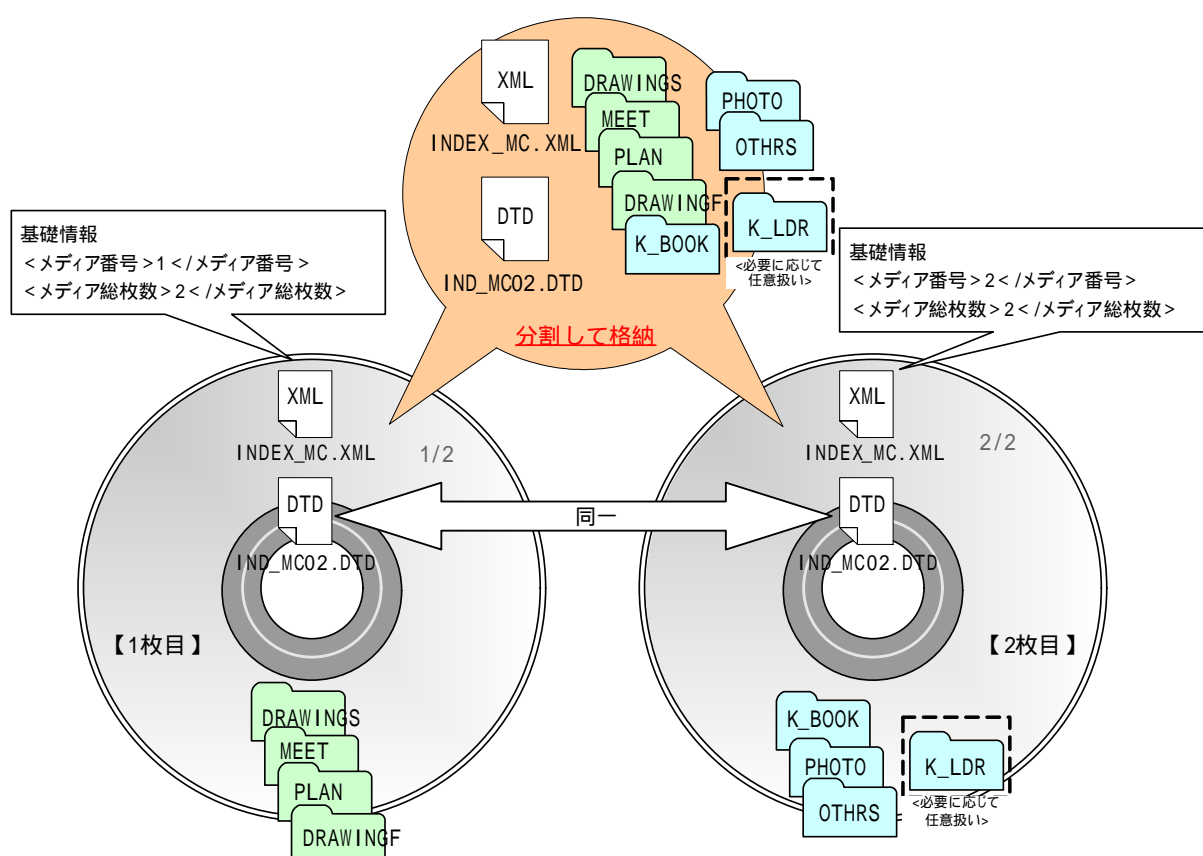 XML
INDEX_MC.XML
DTD
IND_MC02.DTD
DRAWINGS
MEET
PLAN
DRAWINGF
K_BOOK
PHOTO
OTHRS
K_LDR
<必要に応じて
任意扱い>
分割して格納
基礎情報
<メディア番号>1</メディア番号>
<メディア総枚数>2</メディア総枚数>
基礎情報
<メディア番号>2</メディア番号>
<メディア総枚数>2</メディア総枚数>
XML
INDEX_MC.XML
1/2
DTD
IND_MC02.DTD
【1枚目】
DRAWINGS
MEET
PLAN
DRAWINGF
同一
XML
INDEX_MC.XML
2/2
DTD
IND_MC02.DTD
【2枚目】
K_BOOK
PHOTO
OTHRS
K_LDR
<必要に応じて
任意扱い>